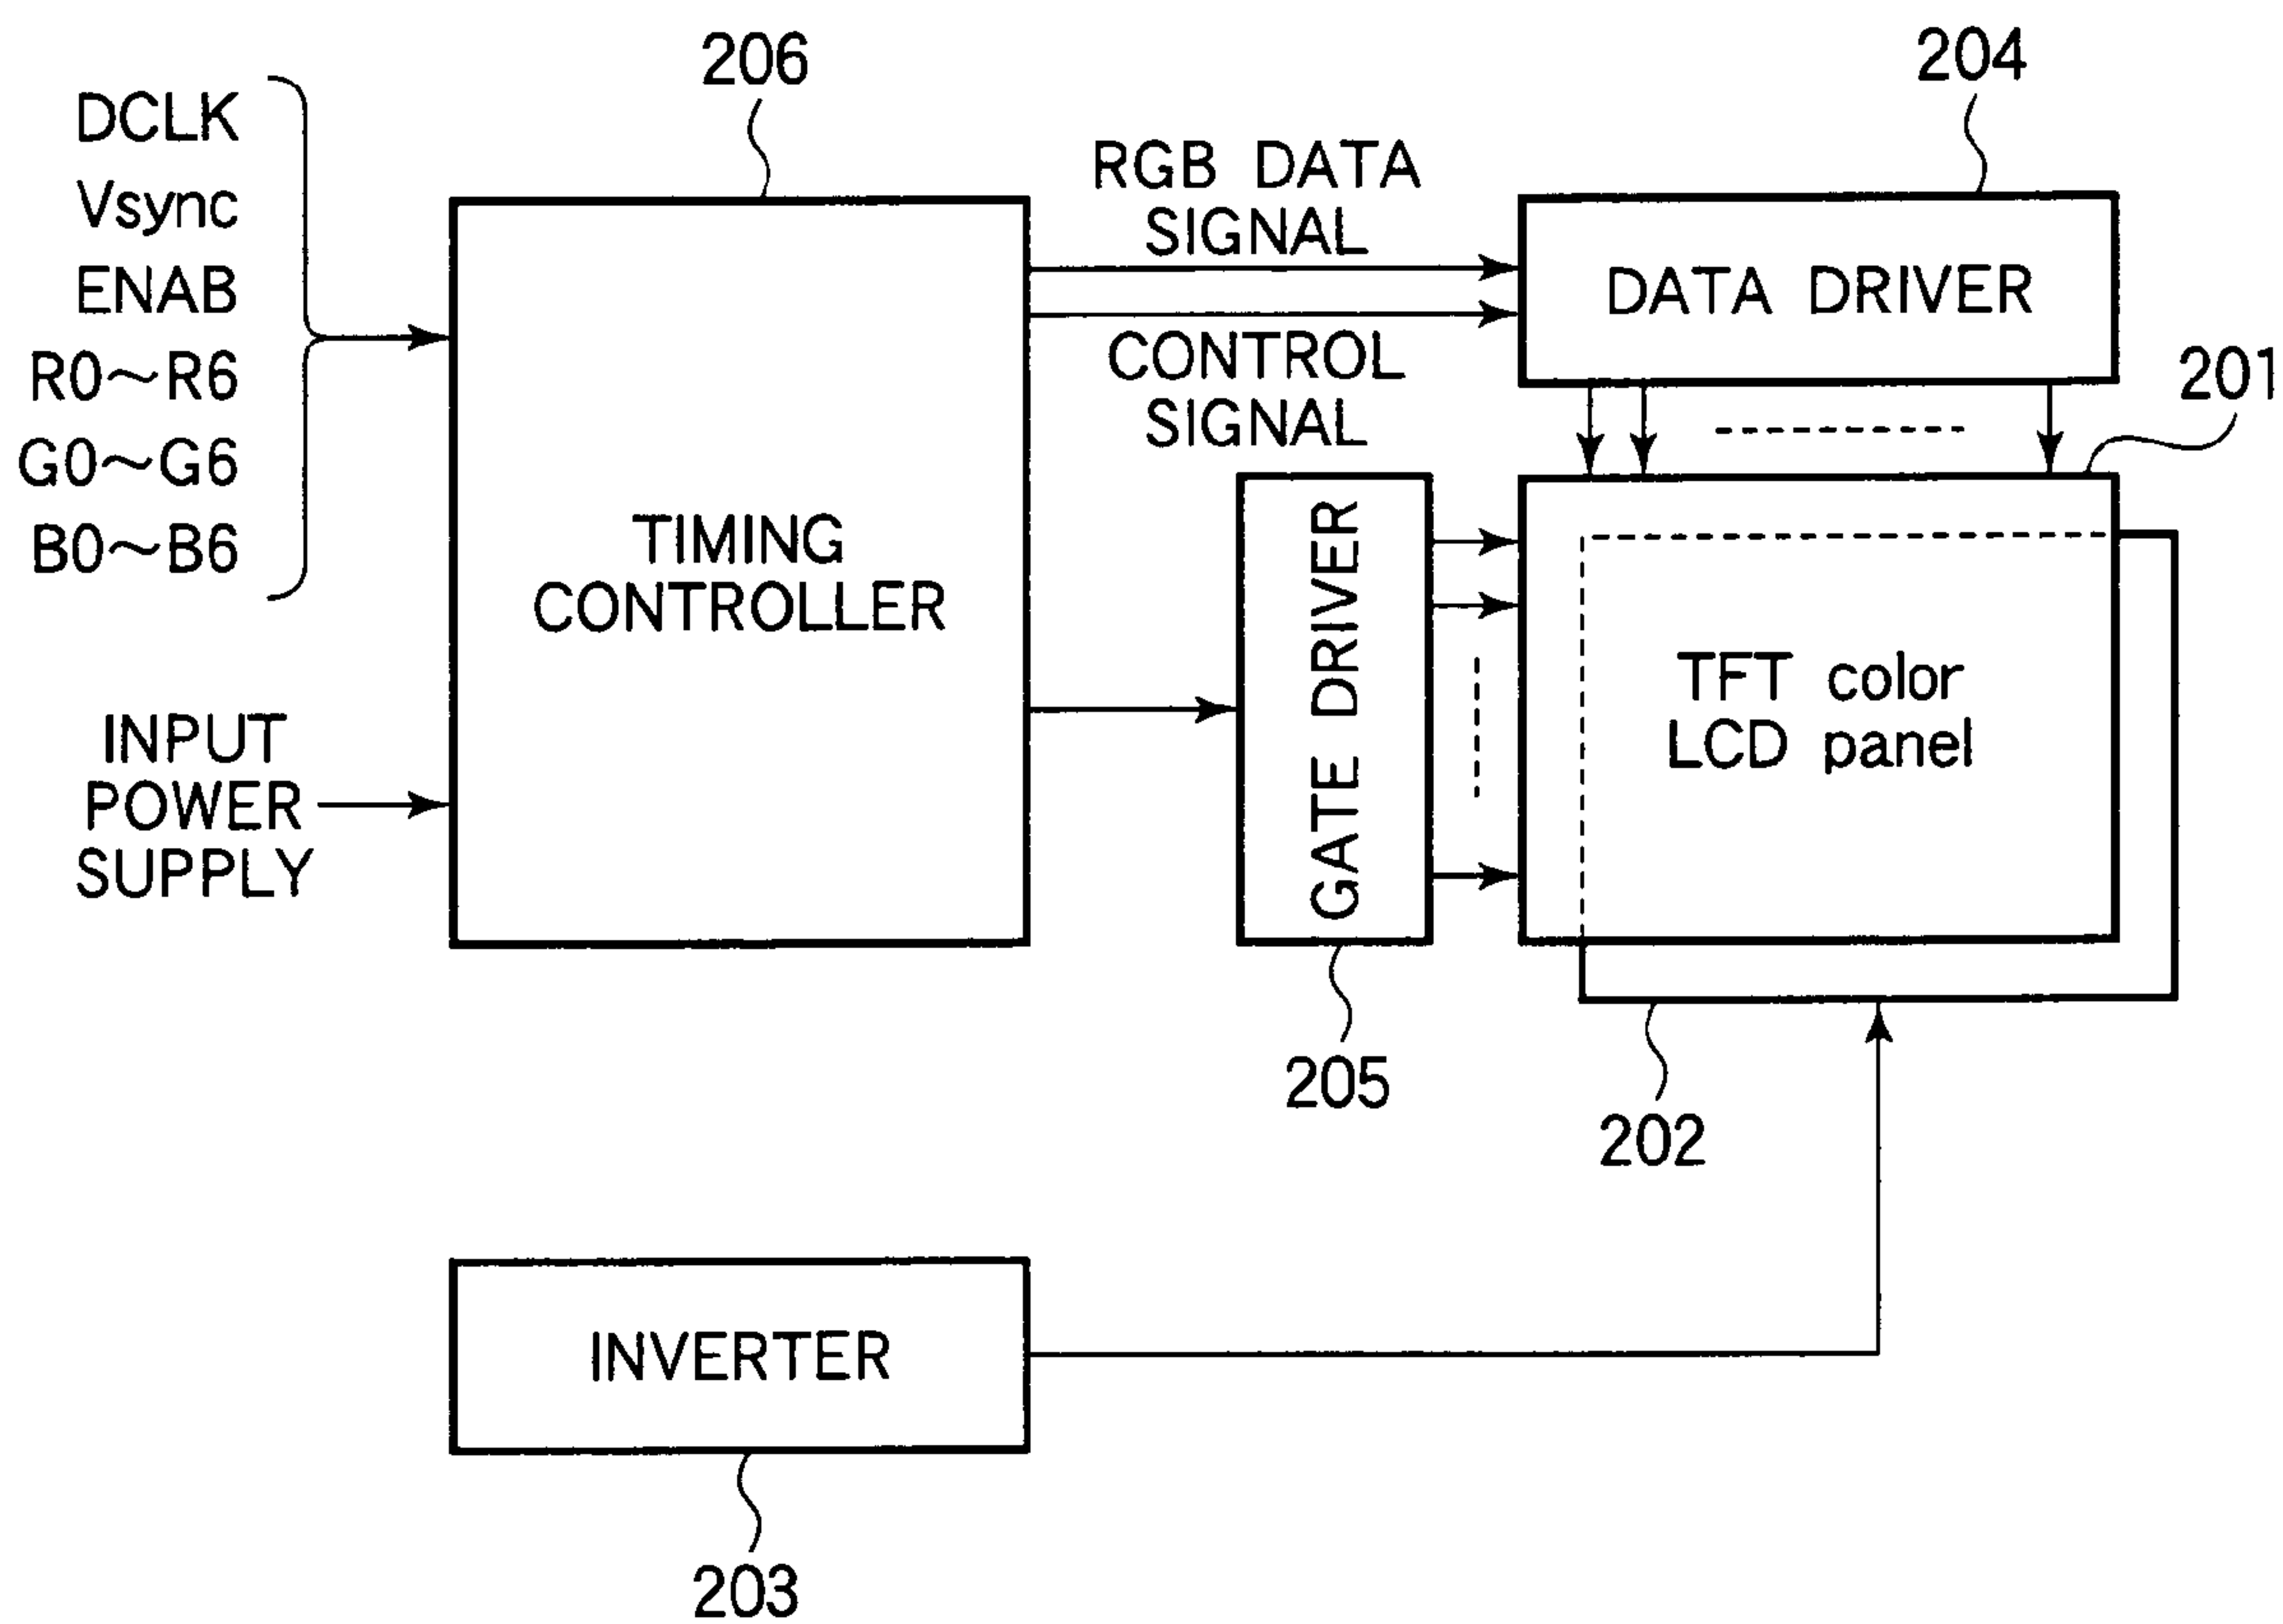 206
204
DCLK
Vsync
ENAB
R0~R6
G0~G6
B0~B6
RGB DATA
SIGNAL
CONTROL
SIGNAL
DATA DRIVER
201
TIMING
CONTROLLER
GATE DRIVER
TFT color
LCD panel
INPUT
POWER
SUPPLY
205
202
INVERTER
203